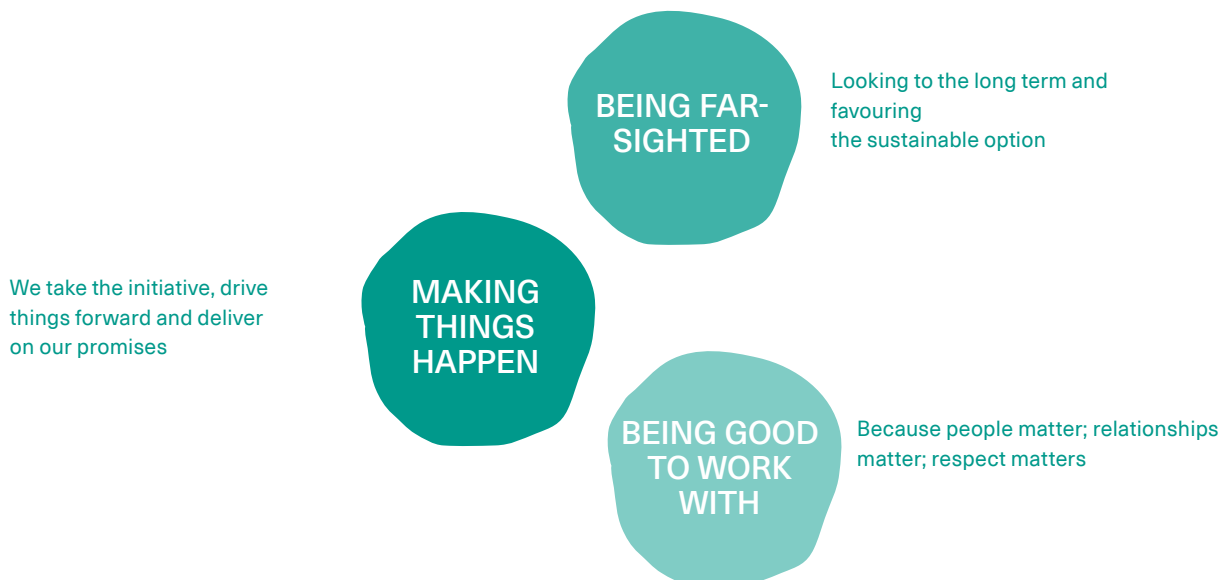 BEING FAR-
SIGHTED
Looking to the long term and
favouring
the sustainable option
We take the initiative, drive
things forward and deliver
on our promises
MAKING
THINGS
HAPPEN
BEING GOOD
TO WORK
WITH
Because people matter; relationships
matter; respect matters